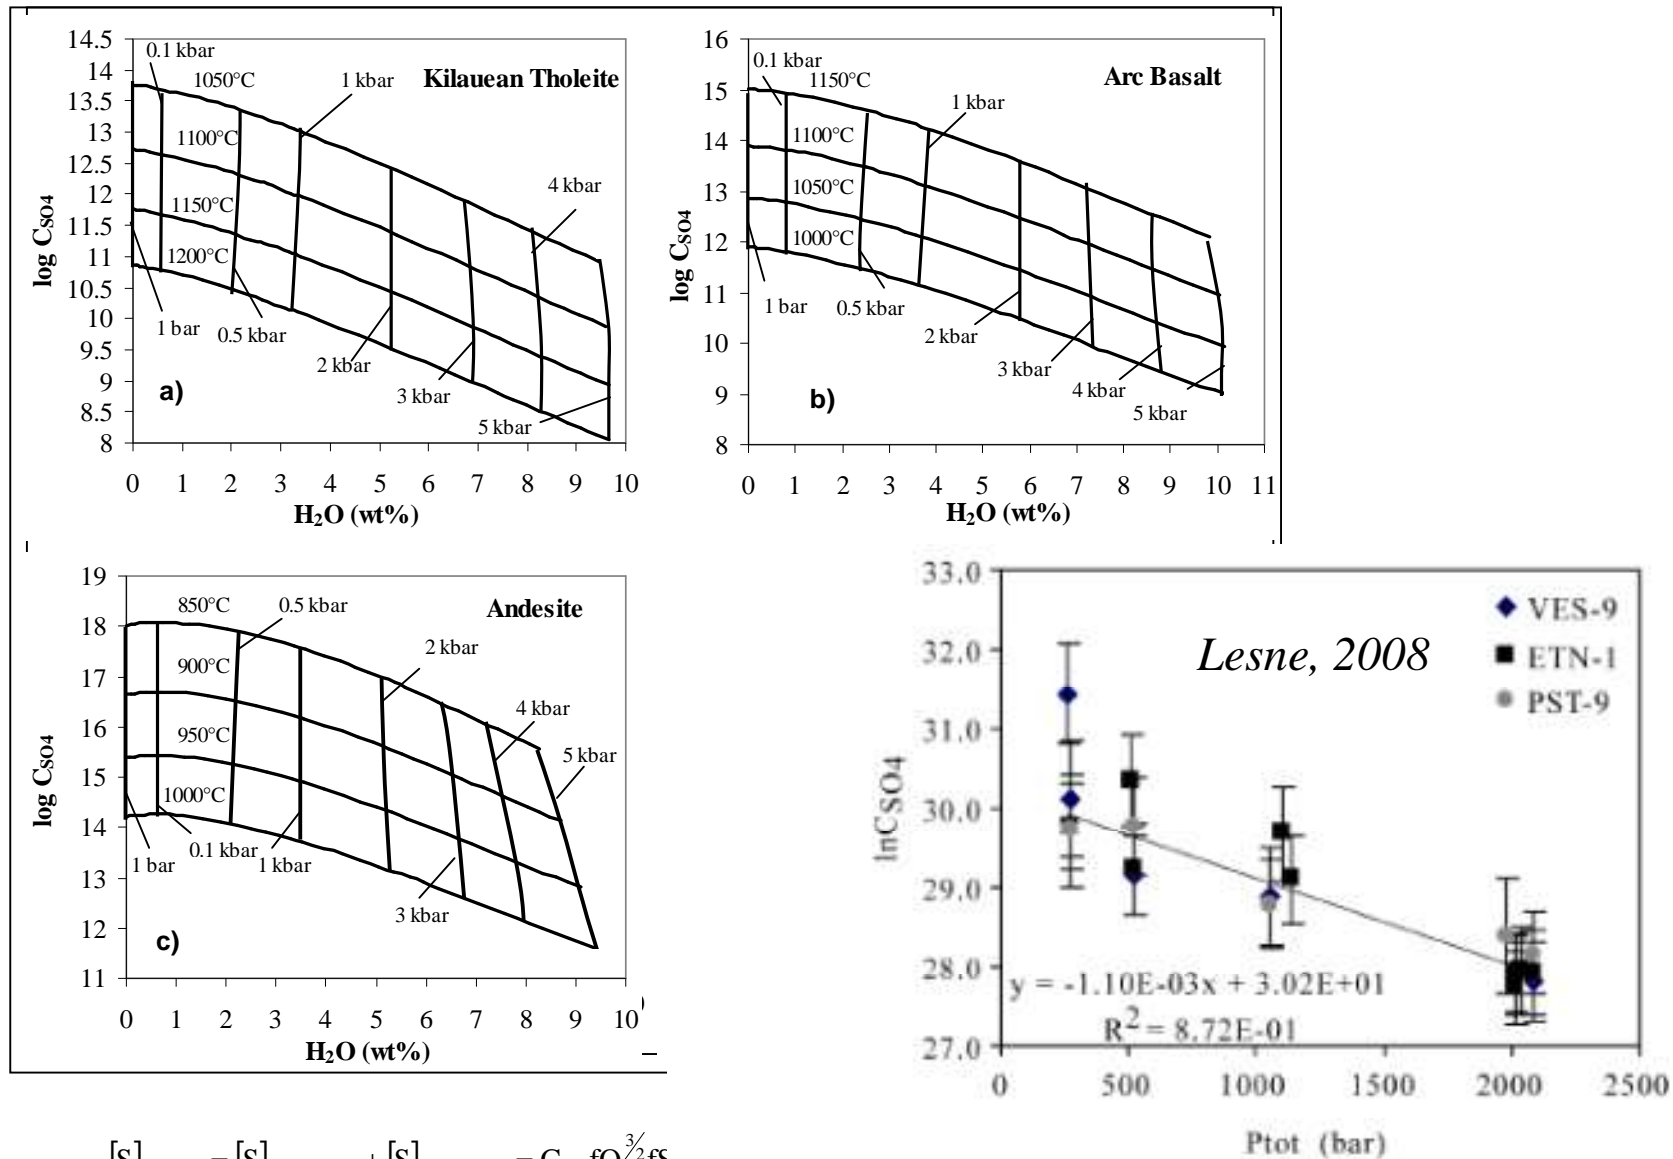 Kilauean Tholeite
14.5
14
13.5
13
12.5
12
11.5
11
10.5
10
9.5
9
8.5
8
log CSO4
0.1 kbar
1050°C
1 kbar
1100°C
1150°C
1200°C
4 kbar
1 bar
0.5 kbar
2 kbar
3 kbar
5 kbar
a)
0 1 2 3 4 5 6 7 8 9 10
H2O (wt%)
Arc Basalt
16
15
14
13
12
11
10
9
8
log CSO4
0.1 kbar
1150°C
1 kbar
1100°C
1050°C
1000°C
1 bar
0.5 kbar
2 kbar
3 kbar
4 kbar
5 kbar
b)
0 1 2 3 4 5 6 7 8 9 10 11
H2O (wt%)
Andesite
19
18
17
16
15
14
13
12
11
log CSO4
850°C
0.5 kbar
900°C
2 kbar
950°C
4 kbar
5 kbar
1000°C
1 bar
0.1 kbar
1 kbar
3 kbar
c)
0 1 2 3 4 5 6 7 8 9 10
H2O (wt%)
Lesne, 2008
VES-9
ETN-1
PST-9
33.0
32.0
31.0
30.0
29.0
28.0
27.0
lnCSO4
y = -1.10E-03x + 3.02E+01
R2 = 8.72E-01
0 500 1000 1500 2000 2500
Ptot (bar)